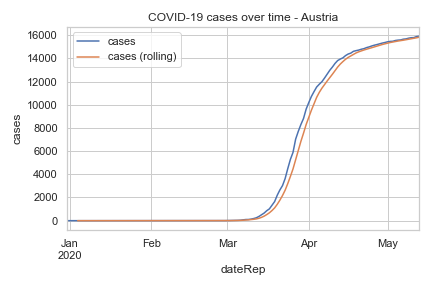 COVID-19 cases over time - Austria
cases
cases (rolling)
16000
14000
12000
10000
8000
6000
4000
2000
0
cases
Jan Feb Mar Apr May
2020
dateRep